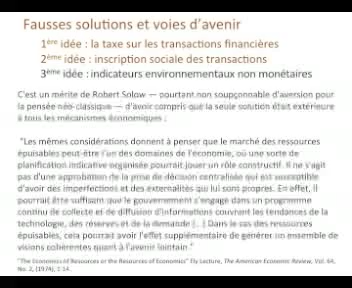 Fausses solutions et voies d'avenir
1ère idée : la taxe sur les transactions financières
2ème idée : inscription sociale des transactions
3ème idée : indicateurs environnementaux non monétaires
C'est un mérite de Robert Solow — pourtant non soupçonnable d'aversion pour
la pensée néo-classique — d'avoir compris que la seule solution était extérieure
à tous les mécanismes économiques :
"Les mêmes considérations donnent à penser que le marché des ressources
épuisables peut-être l'un des domaines de l'économie, où une sorte de
planification indicative organisée pourrait jouer un rôle constructif. Il ne s'agit
pas d'une approbation de la prise de décision centralisée qui est susceptible
d'avoir des imperfections et des externalités qui lui sont propres. En effet, il
pourrait être suffisant que le gouvernement s'engage dans un programme
continu de collecte et de diffusion d'informations couvrant les tendances de la
technologie, des réserves et de la demande [...] Dans le cas des ressources
épuisables, cela pourrait avoir l'effet supplémentaire de générer un ensemble de
visions cohérentes quant à l'avenir lointain."
"The Economics of Resources or the Resources of Economics" Ely Lecture, The American Economic Review, Vol. 64,
No. 2, (1974), 1-14.